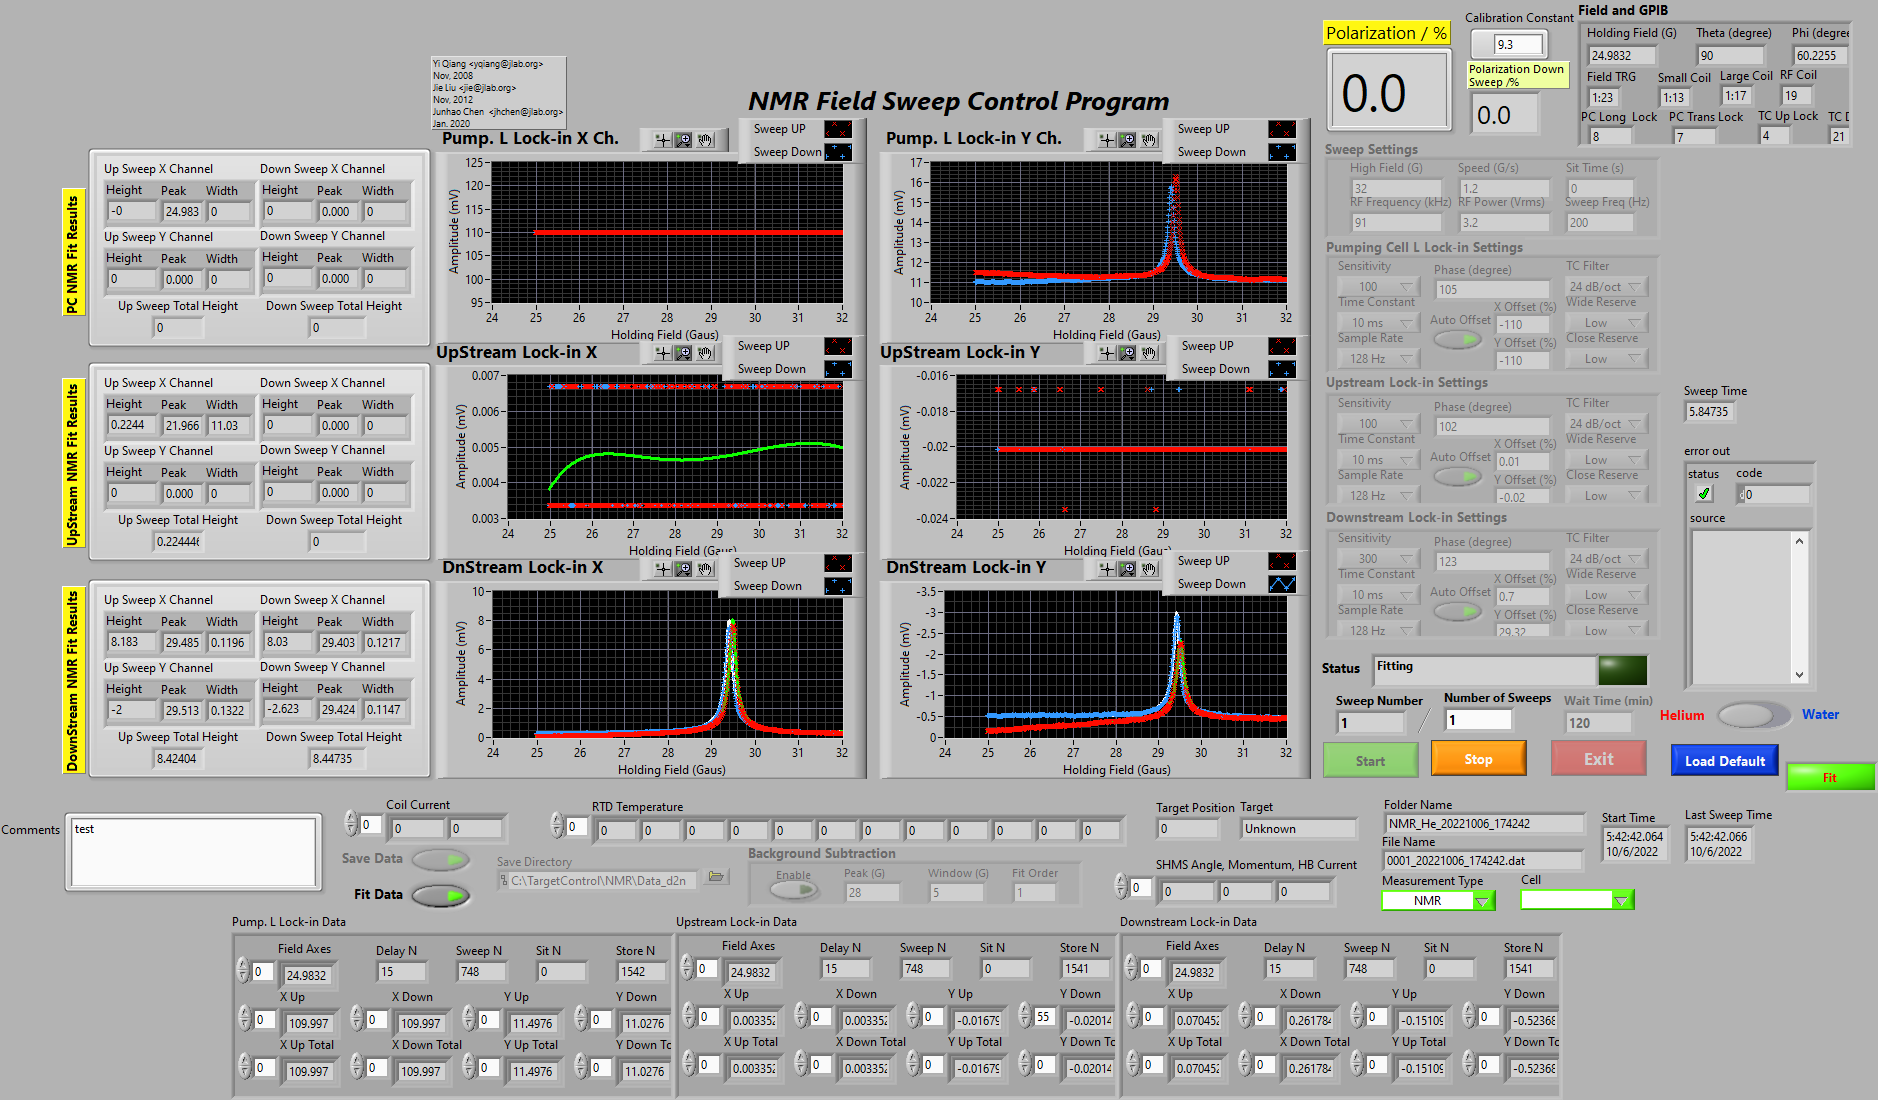 NMR Field Sweep Control Program
Yi Qiang <yqiang@jlab.org>
Nov, 2008
Jie Liu <jie@jlab.org>
Nov, 2012
Junhao Chen <jhchen@jlab.org>
Jan. 2020
Polarization / %
0.0
Calibration Constant
9.3
Polarization Down
Sweep /%
0.0
Field and GPIB
Holding Field (G) Theta (degree) Phi (degree
24.9832 90 60.2255
Field TRG Small Coil Large Coil RF Coil
1:23 1:13 1:17 19
PC Long Lock PC Trans Lock TC Up Lock TC D
8 7 4 21
PC NMR Fit Results
Up Sweep X Channel Down Sweep X Channel
Height Peak Width Height Peak Width
-0 24.983 0 0 0.000 0
Up Sweep Y Channel Down Sweep Y Channel
Height Peak Width Height Peak Width
0 0.000 0 0 0.000 0
Up Sweep Total Height Down Sweep Total Height
0 0
Pump. L Lock-in X Ch.
Sweep UP
Sweep Down
Amplitude (mV)
125
120
115
110
105
100
95
24 25 26 27 28 29 30 31 32
Holding Field (Gaus)
Pump. L Lock-in Y Ch.
Sweep UP
Sweep Down
Amplitude (mV)
17
16
15
14
13
12
11
10
24 25 26 27 28 29 30 31 32
Holding Field (Gaus)
UpStream NMR Fit Results
Up Sweep X Channel Down Sweep X Channel
Height Peak Width Height Peak Width
0.2244 21.966 11.03 0 0.000 0
Up Sweep Y Channel Down Sweep Y Channel
Height Peak Width Height Peak Width
0 0.000 0 0 0.000 0
Up Sweep Total Height Down Sweep Total Height
0.224446 0
UpStream Lock-in X
Sweep UP
Sweep Down
Amplitude (mV)
0.007
0.006
0.005
0.004
0.003
24 25 26 27 28 29 30 31 32
Holding Field (Gaus)
UpStream Lock-in Y
Sweep UP
Sweep Down
Amplitude (mV)
-0.016
-0.018
-0.02
-0.022
-0.024
24 25 26 27 28 29 30 31 32
Holding Field (Gaus)
DownStream NMR Fit Results
Up Sweep X Channel Down Sweep X Channel
Height Peak Width Height Peak Width
8.183 29.485 0.1196 8.03 29.403 0.1217
Up Sweep Y Channel Down Sweep Y Channel
Height Peak Width Height Peak Width
-2 29.513 0.1322 -2.623 29.424 0.1147
Up Sweep Total Height Down Sweep Total Height
8.42404 8.44735
DnStream Lock-in X
Sweep UP
Sweep Down
Amplitude (mV)
10
8
6
4
2
0
24 25 26 27 28 29 30 31 32
Holding Field (Gaus)
DnStream Lock-in Y
Sweep UP
Sweep Down
Amplitude (mV)
-3.5
-3
-2.5
-2
-1.5
-1
-0.5
0
24 25 26 27 28 29 30 31 32
Holding Field (Gaus)
Sweep Settings
High Field (G) Speed (G/s) Sit Time (s)
32 1.2 0
RF Frequency (kHz) RF Power (Vrms) Sweep Freq (Hz)
91 3.2 200
Pumping Cell L Lock-in Settings
Sensitivity Phase (degree) TC Filter
100 105 24 dB/oct
Time Constant X Offset (%) Wide Reserve
10 ms Auto Offset -110 Low
Sample Rate Y Offset (%) Close Reserve
128 Hz -110 Low
Upstream Lock-in Settings
Sensitivity Phase (degree) TC Filter
100 102 24 dB/oct
Time Constant X Offset (%) Wide Reserve
10 ms Auto Offset 0.01 Low
Sample Rate Y Offset (%) Close Reserve
128 Hz -0.02 Low
Downstream Lock-in Settings
Sensitivity Phase (degree) TC Filter
300 123 24 dB/oct
Time Constant X Offset (%) Wide Reserve
10 ms Auto Offset 0.7 Low
Sample Rate Y Offset (%) Close Reserve
128 Hz 29.32 Low
Sweep Time
5.84735
error out
status code
0
source
Status Fitting
Sweep Number Number of Sweeps Wait Time (min)
1 / 1 120
Helium Water
Start Stop Exit Load Default Fit
Comments test
Coil Current
0 0 0
Save Data
Fit Data
RTD Temperature
0 0 0 0 0 0 0 0 0 0 0 0 0
Save Directory
C:\TargetControl\NMR\Data_d2n
Background Subtraction
Enable Peak (G) Window (G) Fit Order
28 5 1
Target Position Target
0 Unknown
SHMS Angle, Momentum, HB Current
0 0 0 0
Folder Name
NMR_He_20221006_174242
File Name
0001_20221006_174242.dat
Measurement Type Cell
NMR
Start Time Last Sweep Time
5:42:42.064 5:42:42.066
10/6/2022 10/6/2022
Pump. L Lock-in Data
Field Axes Delay N Sweep N Sit N Store N
0 24.9832 15 748 0 1542
X Up X Down Y Up Y Down
0 109.997 0 109.997 0 11.4976 0 11.0276
X Up Total X Down Total Y Up Total Y Down To
0 109.997 0 109.997 0 11.4976 0 11.0276
Upstream Lock-in Data
Field Axes Delay N Sweep N Sit N Store N
0 24.9832 15 748 0 1541
X Up X Down Y Up Y Down
0 0.003352 0 0.003352 0 -0.01679 55 -0.02014
X Up Total X Down Total Y Up Total Y Down Tc
0 0.003352 0 0.003352 0 -0.01679 0 -0.02014
Downstream Lock-in Data
Field Axes Delay N Sweep N Sit N Store N
0 24.9832 15 748 0 1541
X Up X Down Y Up Y Down
0 0.070452 0 0.261784 0 -0.15109 0 -0.52368
X Up Total X Down Total Y Up Total Y Down Tc
0 0.070452 0 0.261784 0 -0.15109 0 -0.52368